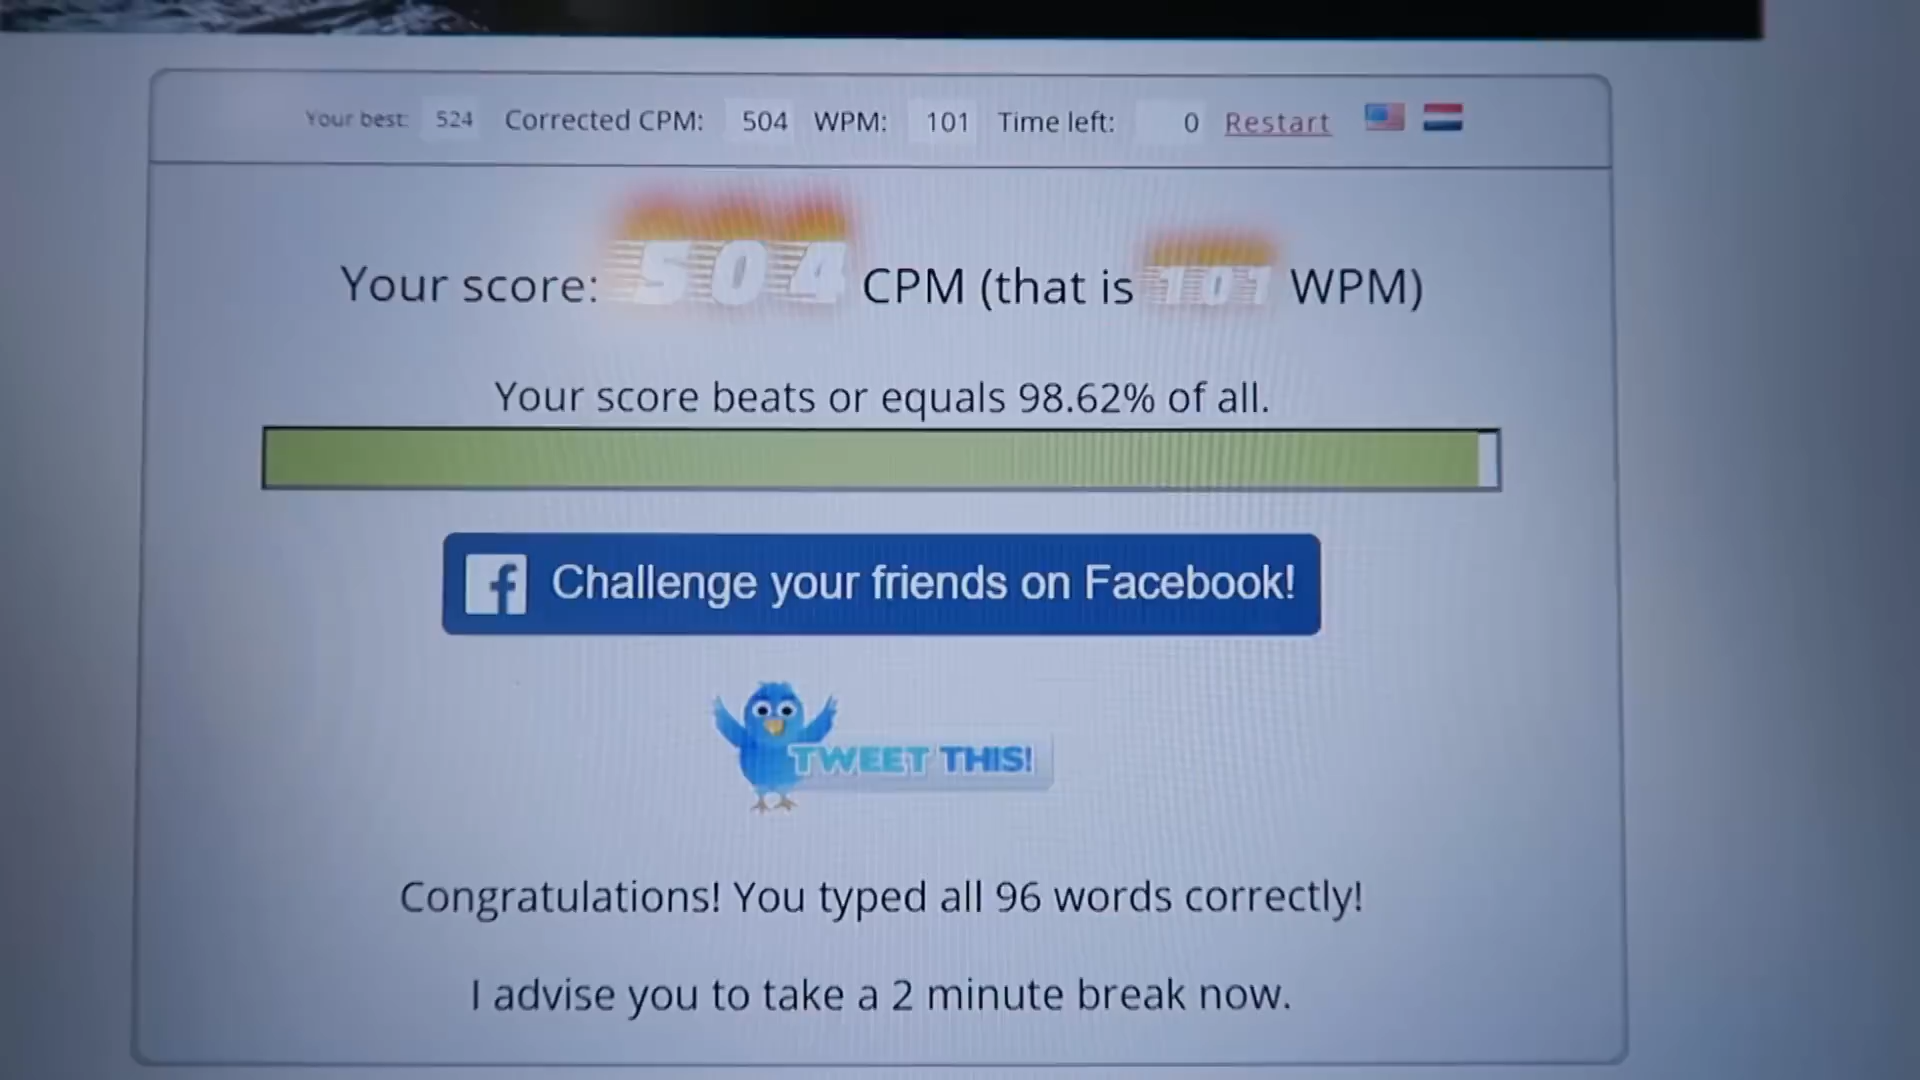 Your best: 524 Corrected CPM: 504 WPM: 101 Time left: 0 Restart
Your score: 504 CPM (that is 101 WPM)
Your score beats or equals 98.62% of all.
f Challenge your friends on Facebook!
TWEET THIS!
Congratulations! You typed all 96 words correctly!
I advise you to take a 2 minute break now.